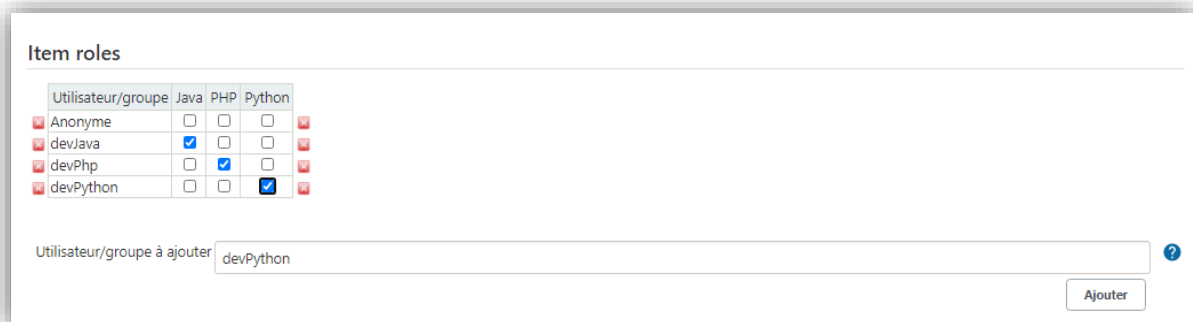 Item roles
Utilisateur/groupe Java PHP Python
Anonyme
devJava
devPhp
devPython
Utilisateur/groupe à ajouter devPython
Ajouter